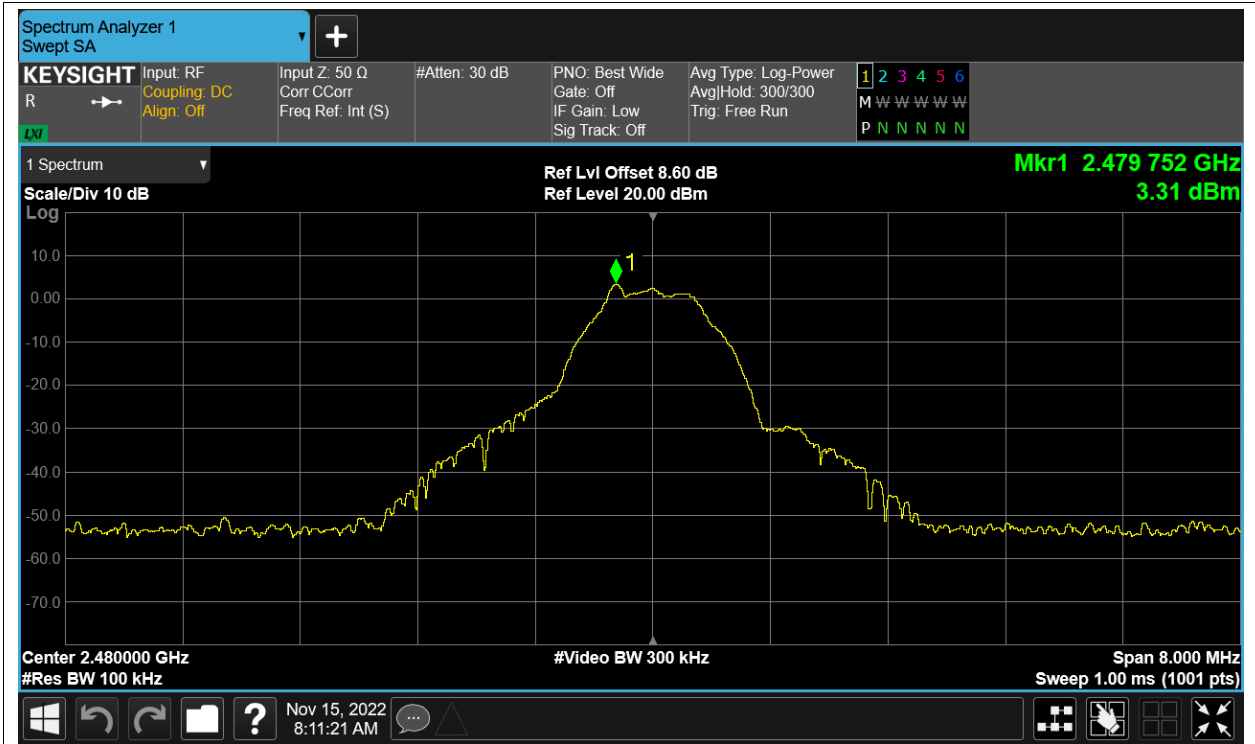 Spectrum Analyzer 1
Swept SA
+
KEYSIGHT
R
LXI
Input: RF
Coupling: DC
Align: Off
Input Z: 50 Ω
Corr CCorr
Freq Ref: Int (S)
#Atten: 30 dB
PNO: Best Wide
Gate: Off
IF Gain: Low
Sig Track: Off
Avg Type: Log-Power
Avg|Hold: 300/300
Trig: Free Run
1 2 3 4 5 6
M W W W W W W
P N N N N N
1 Spectrum
Scale/Div 10 dB
Log
Ref Lvl Offset 8.60 dB
Ref Level 20.00 dBm
Mkr1 2.479 752 GHz
3.31 dBm
1
10.0
0.00
-10.0
-20.0
-30.0
-40.0
-50.0
-60.0
-70.0
Center 2.480000 GHz
#Res BW 100 kHz
#Video BW 300 kHz
Span 8.000 MHz
Sweep 1.00 ms (1001 pts)
?
Nov 15, 2022
8:11:21 AM